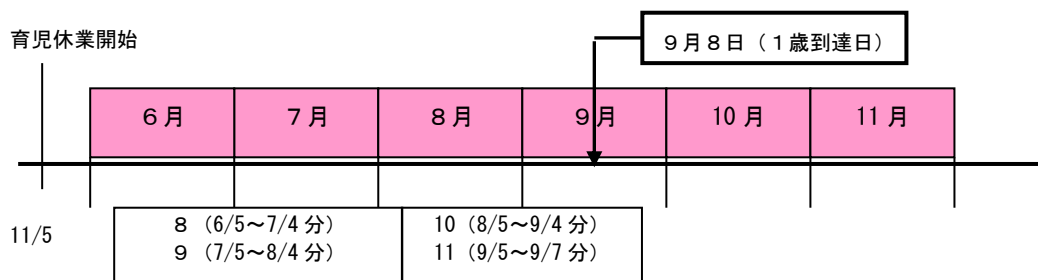 育児休業開始
９月８日（１歳到達日）
６月
７月
８月
９月
10月
11月
11/5
８（6/5～7/4 分）
９（7/5～8/4 分）
10（8/5～9/4 分）
11（9/5～9/7 分）